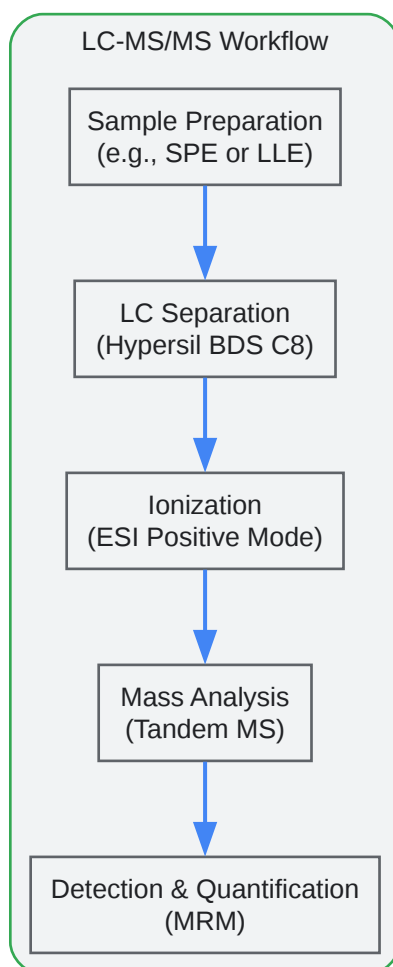 LC-MS/MS Workflow
Sample Preparation
(e.g., SPE or LLE)
LC Separation
(Hypersil BDS C8)
Ionization
(ESI Positive Mode)
Mass Analysis
(Tandem MS)
Detection & Quantification
(MRM)